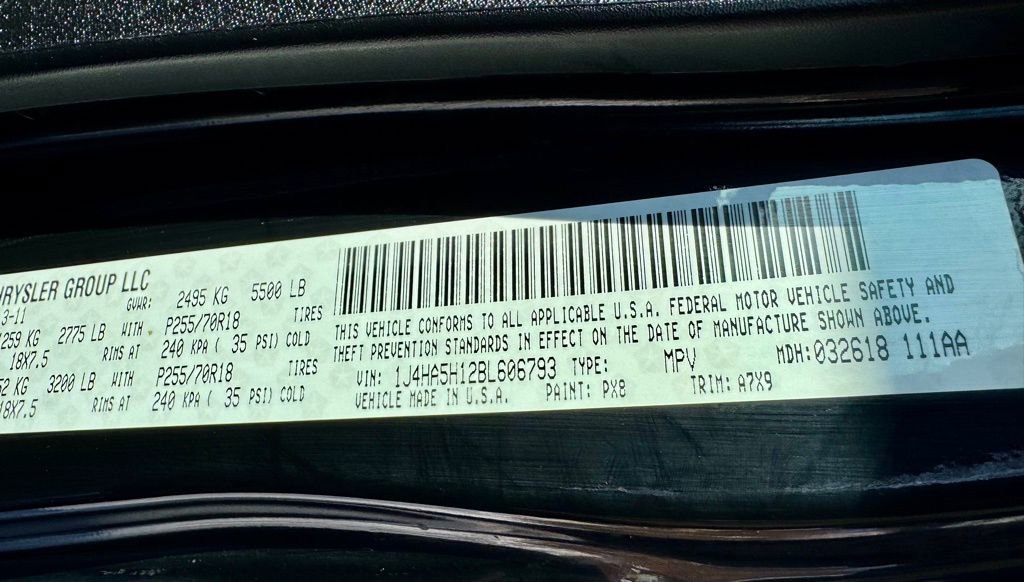 HRYSLER GROUP LLC
3-11 GVWR: 2495 KG 5500 LB
259 KG 2775 LB WITH P255/70R18 TIRES
18X7.5 RIMS AT 240 KPA ( 35 PSI) COLD
52 KG 3200 LB WITH P255/70R18 TIRES
18X7.5 RIMS AT 240 KPA ( 35 PSI) COLD
THIS VEHICLE CONFORMS TO ALL APPLICABLE U.S.A. FEDERAL MOTOR VEHICLE SAFETY AND
THEFT PREVENTION STANDARDS IN EFFECT ON THE DATE OF MANUFACTURE SHOWN ABOVE.
VIN: 1J4HA5H12BL606793 TYPE: MPV MDH:032618 111AA
VEHICLE MADE IN U.S.A. PAINT: PX8 TRIM: A7X9